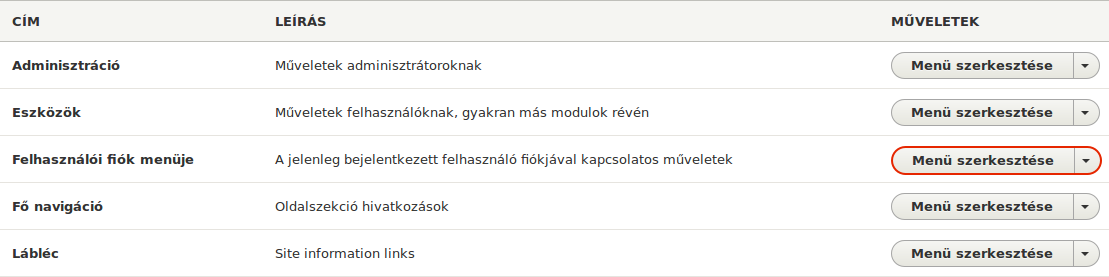 CÍM LEÍRÁS MŰVELETEK
Adminisztráció Műveletek adminisztrátoroknak Menü szerkesztése
Eszközök Műveletek felhasználóknak, gyakran más modulok révén Menü szerkesztése
Felhasználói fiók menüje A jelenleg bejelentkezett felhasználó fiókjával kapcsolatos műveletek Menü szerkesztése
Fő navigáció Oldalszekció hivatkozások Menü szerkesztése
Lábléc Site information links Menü szerkesztése